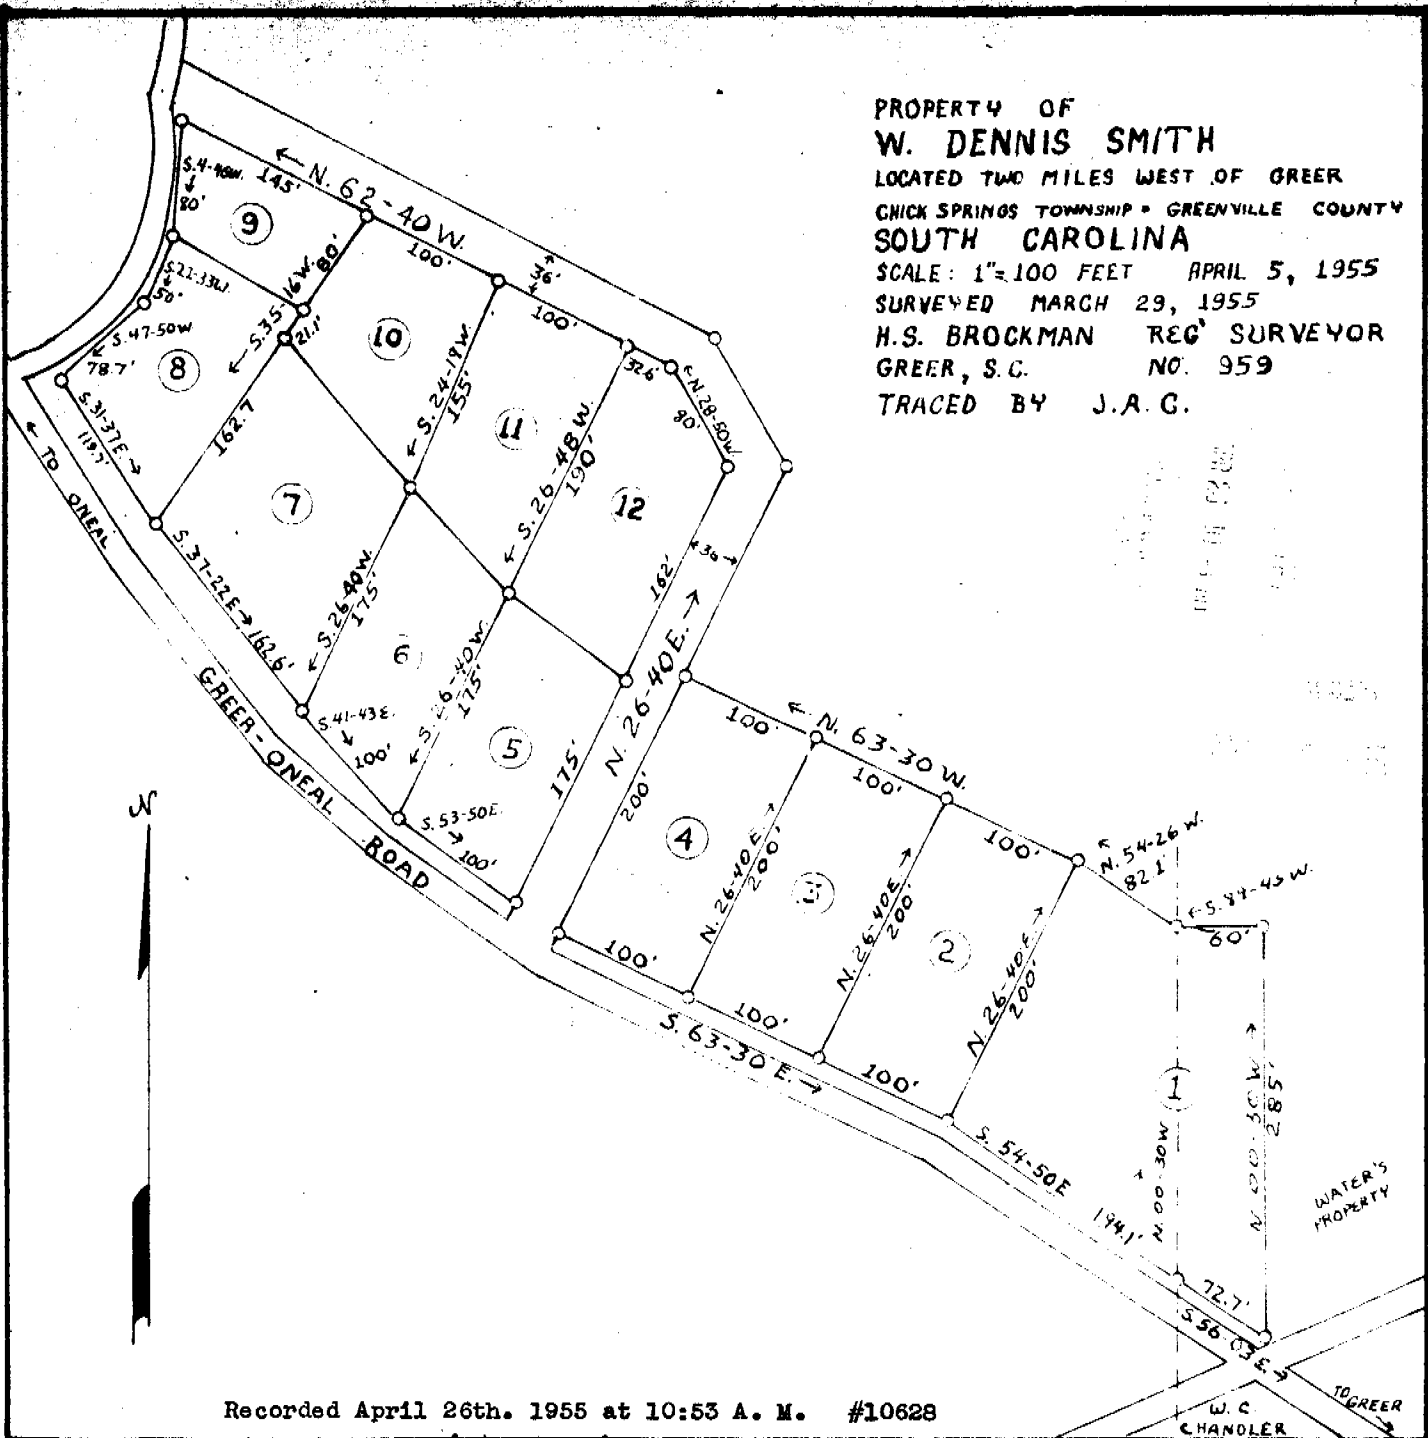 PROPERTY OF
W. DENNIS SMITH
LOCATED TWO MILES WEST OF GREER
CHICK SPRINGS TOWNSHIP • GREENVILLE COUNTY
SOUTH CAROLINA
SCALE: 1"=100 FEET APRIL 5, 1955
SURVEYED MARCH 29, 1955
H.S. BROCKMAN REG' SURVEYOR
GREER, S.C. NO. 959
TRACED BY J.A.C.
N. 62-40 W.
145'
100'
36'
100'
32.6
N. 28-50 W.
80'
80'
9
80'
S. 22-33W.
50'
S. 47-50W
78.7'
8
S. 35-16 W.
21.1'
10
S. 24-19W.
155'
11
S. 26-48 W.
190'
12
S. 31-37E.
119.7'
162.7
7
S. 37-22E
162.6'
S. 26-40W.
175'
6
S. 41-43E.
100'
S. 26-40W.
175'
5
S. 53-50E.
100'
175'
162'
36
N. 26-40E.
200'
TO ONEAL
GREER-ONEAL ROAD
N
100'
N. 63-30 W.
100'
100'
N. 54-26 W.
82.1'
60'
4
N. 26-40E
200'
3
N. 26-40E
200'
2
N. 26-40E
200'
1
100'
100'
100'
S. 63-30 E.
S. 54-50E
194.1'
N. 00-30W
N 00-30W
285'
WATER'S
PROPERTY
72.7'
S. 56-03E.
TO GREER
W. C.
CHANDLER
Recorded April 26th. 1955 at 10:53 A. M. #10628